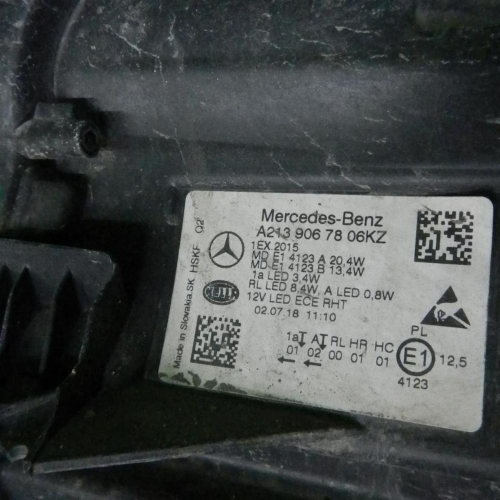 Mercedes-Benz
A213 906 78 06KZ
1EX 2015
MD E1 4123 A 20,4W
MD E1 4123 B 13,4W
1a LED 3,4W
RL LED 8,4W, A LED 0,8W
12V LED ECE RHT
02.07.18 11:10
HELLA
Made in Slovakia.SK HSKF Q2
1a AT RL HR HC
01 02 00 01 01
PL
E1 12,5
4123